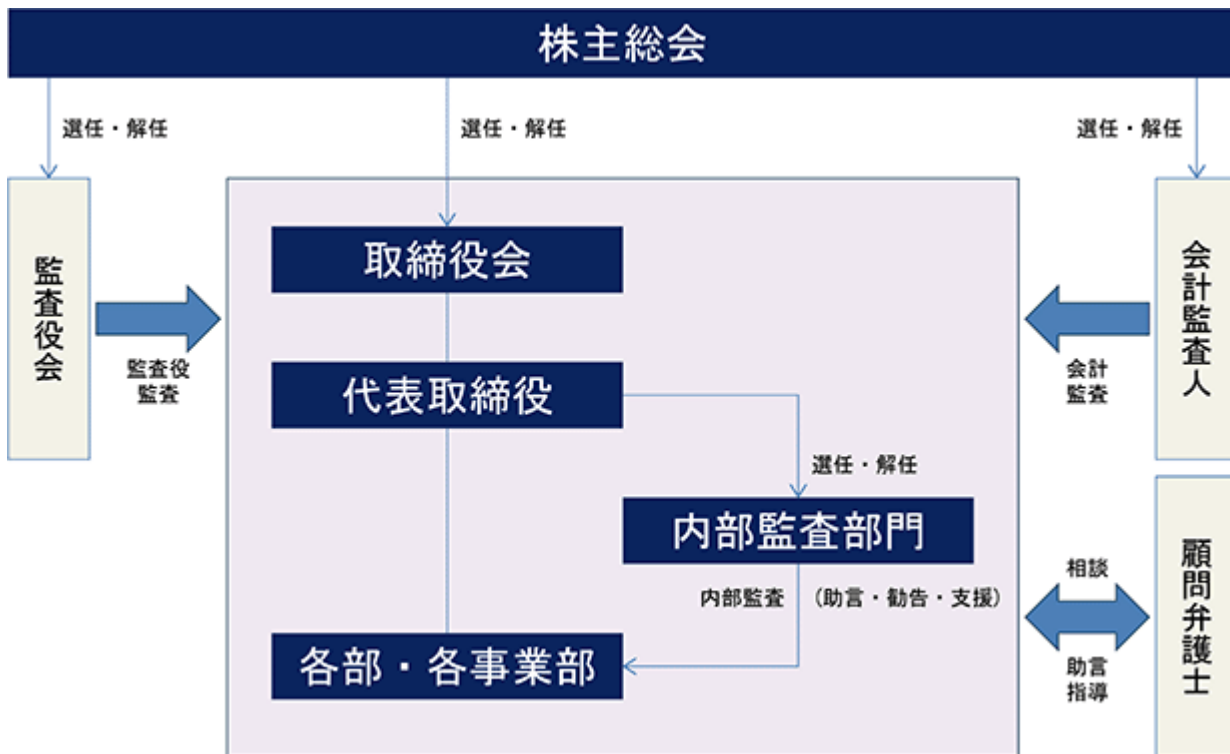 株主総会
選任・解任
選任・解任
選任・解任
監査役会
監査役
監査
取締役会
代表取締役
選任・解任
内部監査部門
内部監査 (助言・勧告・支援)
各部・各事業部
会計監査人
会計
監査
相談
助言
指導
顧問弁護士